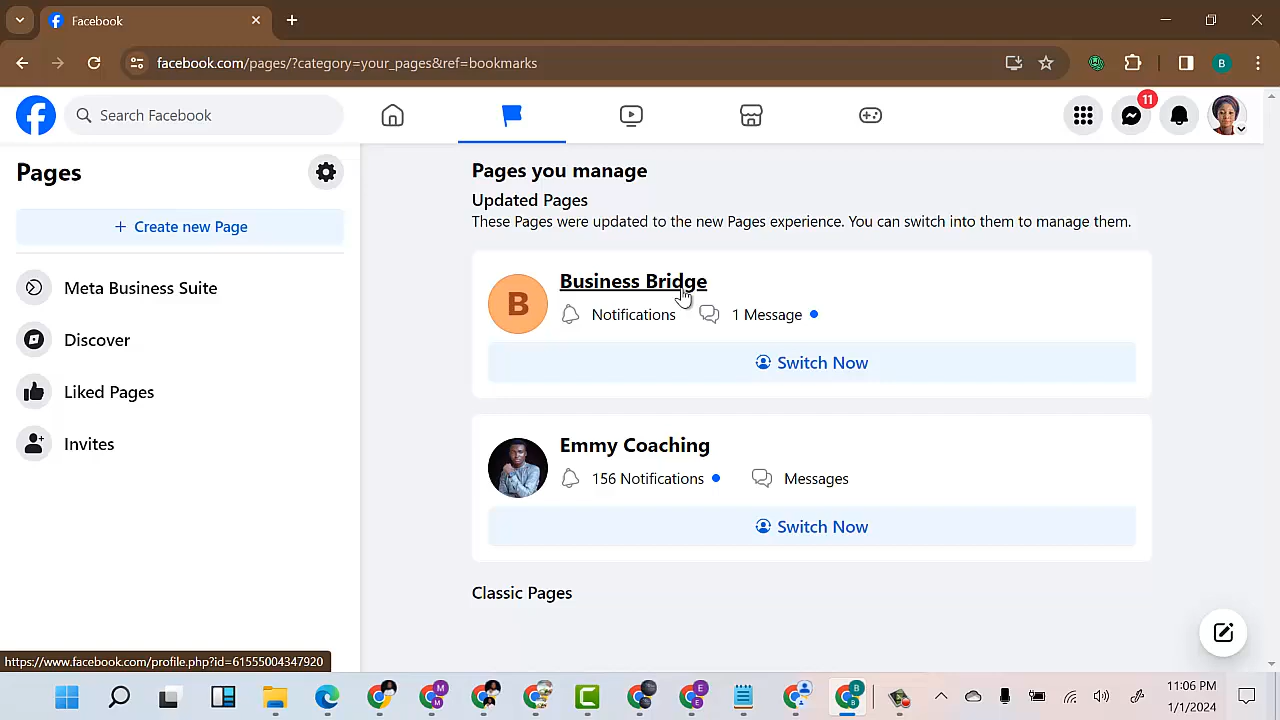 Facebook
facebook.com/pages/?category=your_pages&ref=bookmarks
B
Search Facebook
11
Pages
Create new Page
Meta Business Suite
Discover
Liked Pages
Invites
Pages you manage
Updated Pages
These Pages were updated to the new Pages experience. You can switch into them to manage them.
B
Business Bridge
Notifications
1 Message
Switch Now
Emmy Coaching
156 Notifications
Messages
Switch Now
Classic Pages
https://www.facebook.com/profile.php?id=61555004347920
M
M
E
E
B
B
11:06 PM
1/1/2024